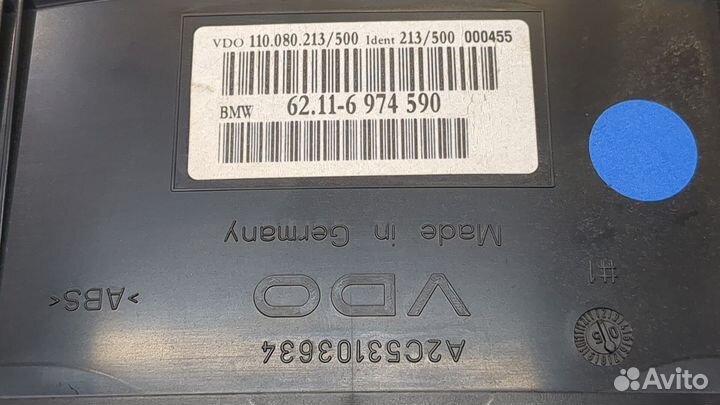 VDO 110.080.213/500 Ident 213/500 000455
BMW 62.11-6 974 590
Made in Germany
VDO
#1
>ABS<
A2C53103634
Avito